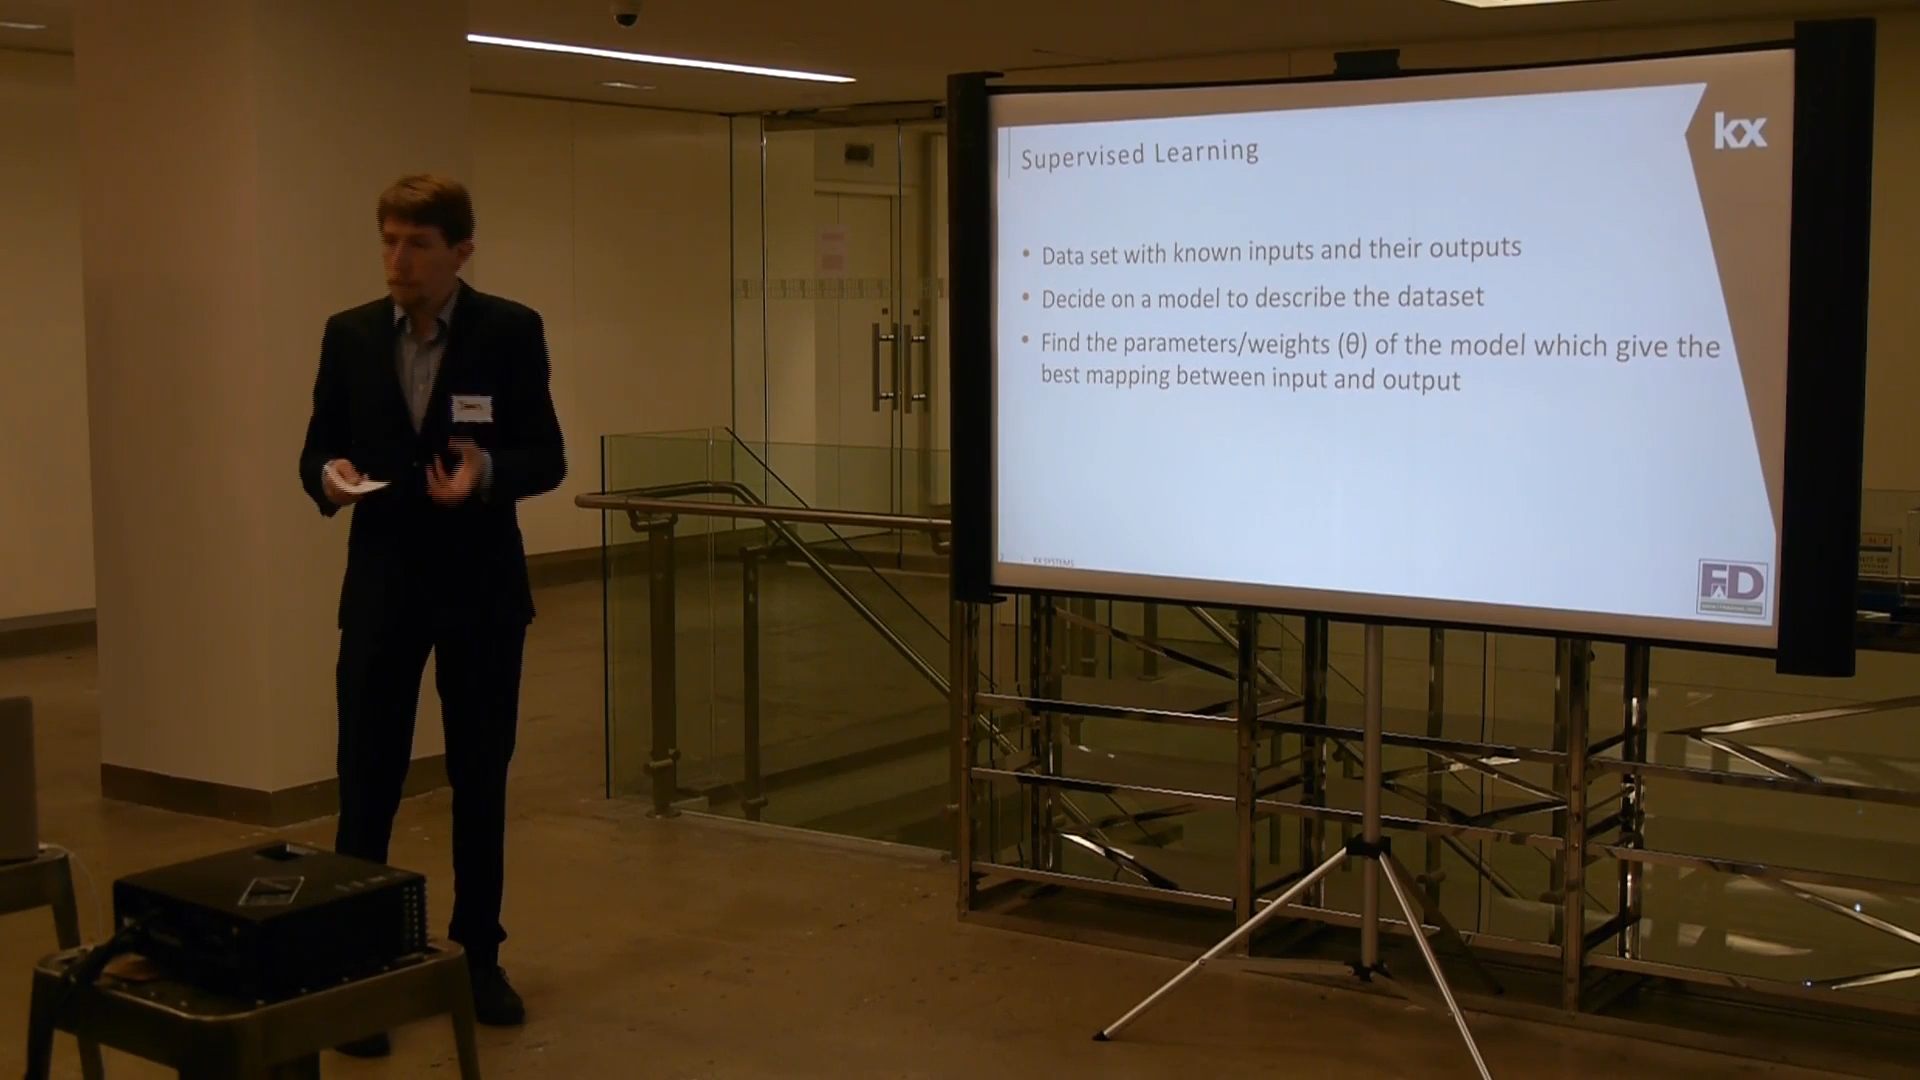 Supervised Learning
kx
• Data set with known inputs and their outputs
• Decide on a model to describe the dataset
• Find the parameters/weights (θ) of the model which give the
best mapping between input and output
KX SYSTEMS
FD